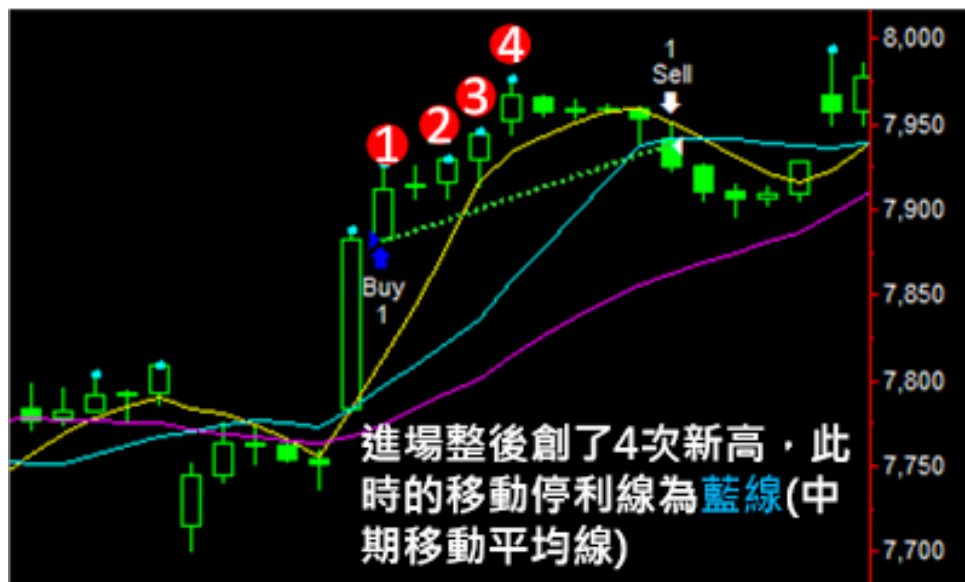 4
8,000
1
Sell
3
2
1
7,950
7,900
Buy
1
7,850
7,800
進場整後創了4次新高，此
時的移動停利線為藍線(中
期移動平均線)
7,750
7,700